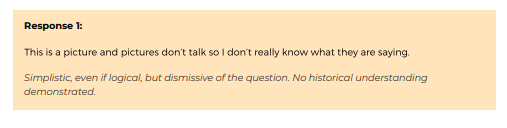 Response 1:
This is a picture and pictures don't talk so I don't really know what they are saying.
Simplistic, even if logical, but dismissive of the question. No historical understanding
demonstrated.